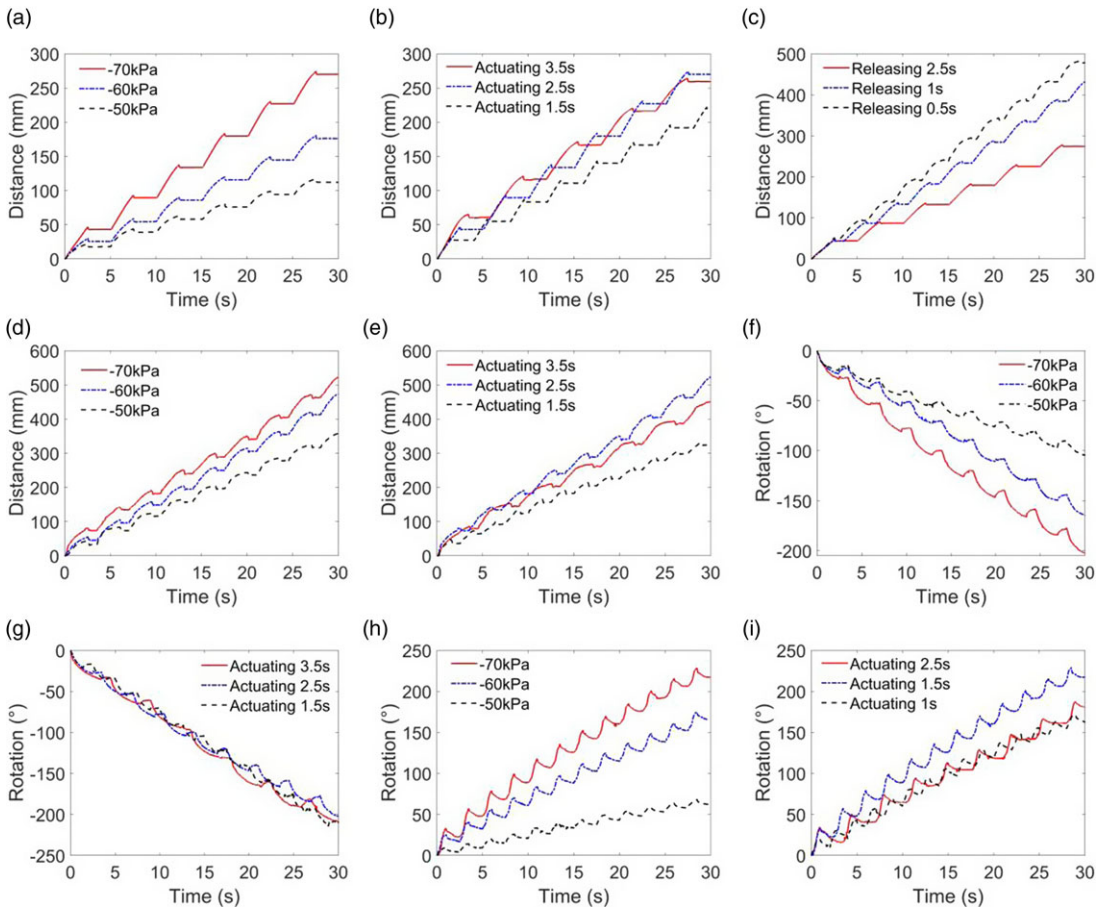 (a)
300
250
200
150
100
50
0
Distance (mm)
-70kPa
-60kPa
-50kPa
0 5 10 15 20 25 30
Time (s)
(b)
300
250
200
150
100
50
0
Distance (mm)
Actuating 3.5s
Actuating 2.5s
Actuating 1.5s
0 5 10 15 20 25 30
Time (s)
(c)
500
400
300
200
100
0
Distance (mm)
Releasing 2.5s
Releasing 1s
Releasing 0.5s
0 5 10 15 20 25 30
Time (s)
(d)
600
500
400
300
200
100
0
Distance (mm)
-70kPa
-60kPa
-50kPa
0 5 10 15 20 25 30
Time (s)
(e)
600
500
400
300
200
100
0
Distance (mm)
Actuating 3.5s
Actuating 2.5s
Actuating 1.5s
0 5 10 15 20 25 30
Time (s)
(f)
0
-50
-100
-150
-200
Rotation (°)
-70kPa
-60kPa
-50kPa
0 5 10 15 20 25 30
Time (s)
(g)
0
-50
-100
-150
-200
-250
Rotation (°)
Actuating 3.5s
Actuating 2.5s
Actuating 1.5s
0 5 10 15 20 25 30
Time (s)
(h)
250
200
150
100
50
0
Rotation (°)
-70kPa
-60kPa
-50kPa
0 5 10 15 20 25 30
Time (s)
(i)
250
200
150
100
50
0
Rotation (°)
Actuating 2.5s
Actuating 1.5s
Actuating 1s
0 5 10 15 20 25 30
Time (s)